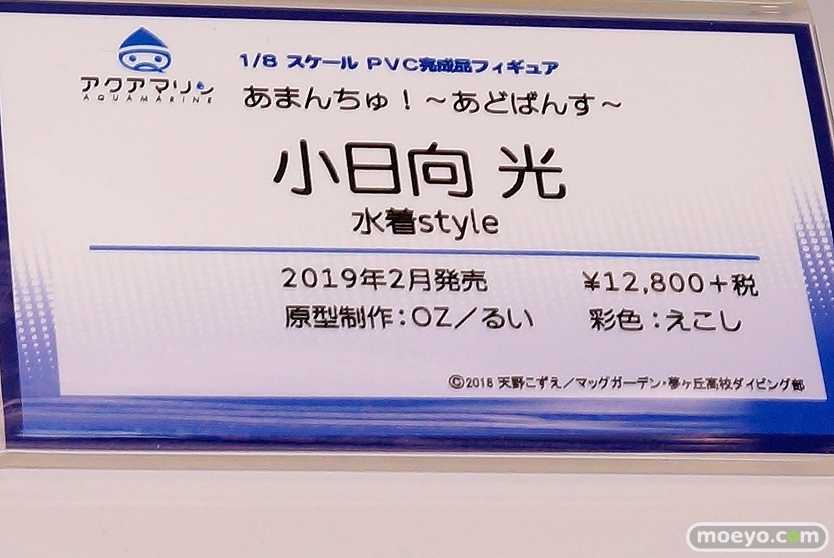 1/8 スケール PVC完成品フィギュア
アクアマリン
AQUAMARINE
あまんちゅ！～あどばんす～
小日向 光
水着style
2019年2月発売 ¥12,800+税
原型制作：OZ／るい 彩色：えこし
©2018 天野こずえ／マッグガーデン・夢ヶ丘高校ダイビング部
moeyo.com